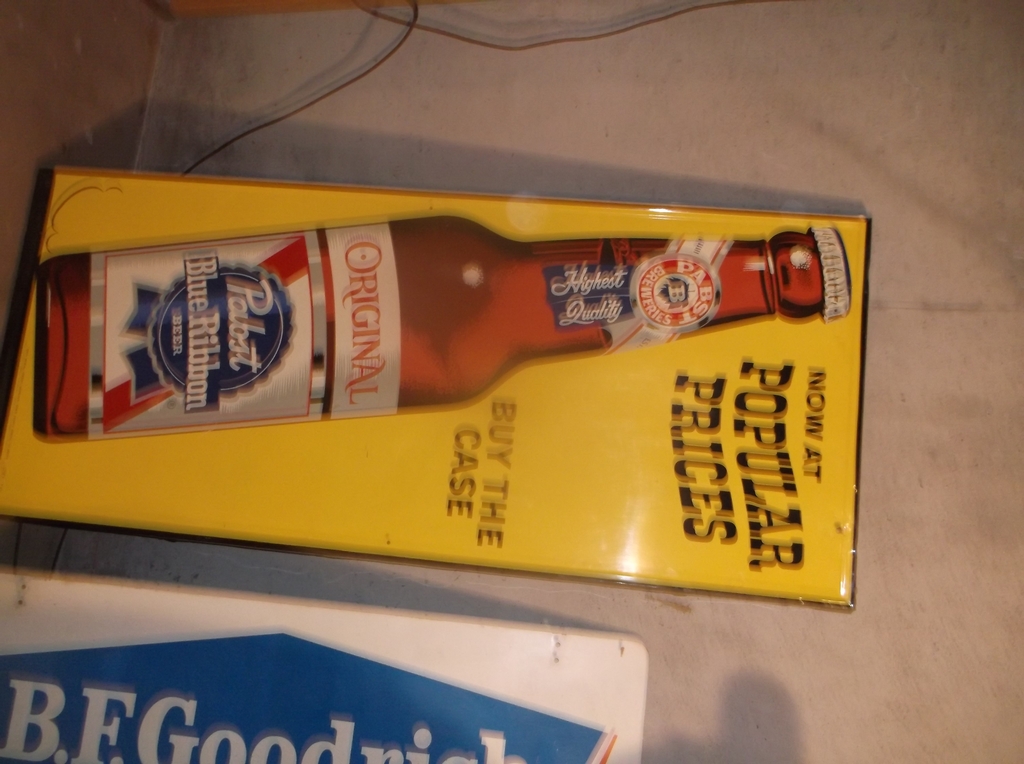 NOW AT
POPULAR
PRICES
BUY THE
CASE
PABST
B
BREWERIES
Highest
Quality
ORIGINAL
Pabst
Blue Ribbon
BEER
B.F.Goodrich